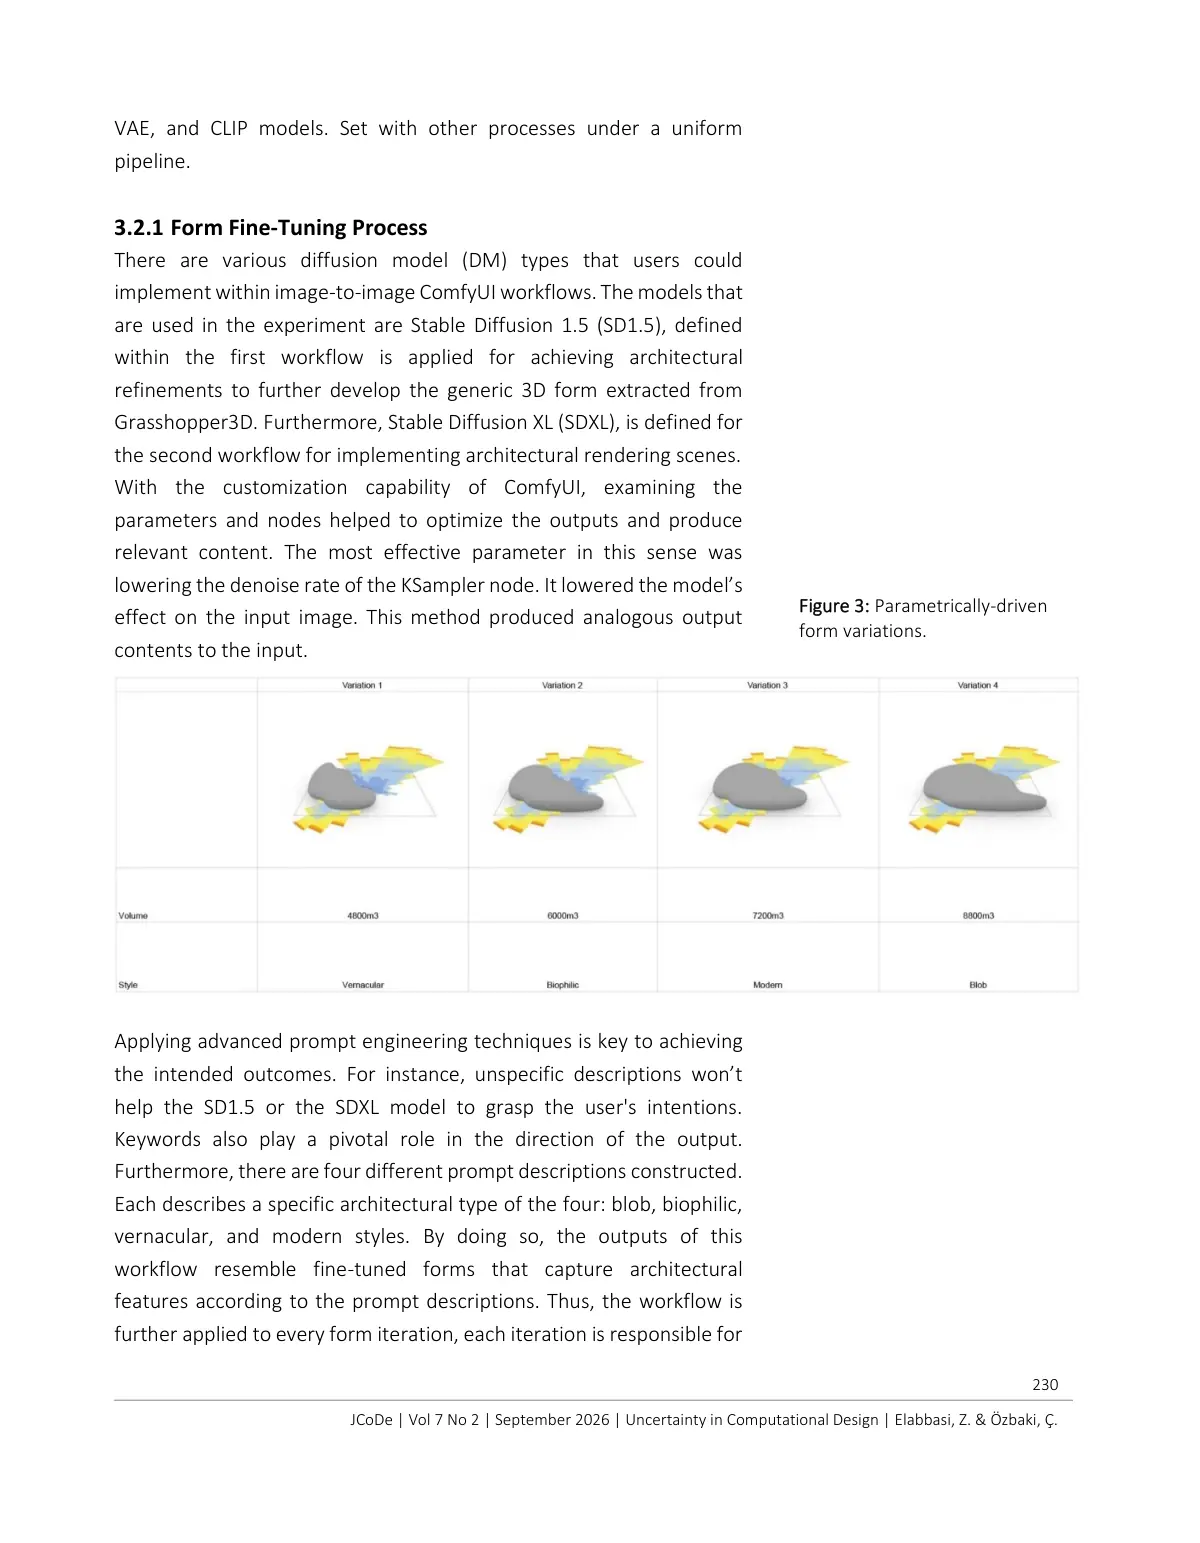 VAE, and CLIP models. Set with other processes under a uniform
pipeline.
3.2.1 Form Fine-Tuning Process
There are various diffusion model (DM) types that users could
implement within image-to-image ComfyUI workflows. The models that
are used in the experiment are Stable Diffusion 1.5 (SD1.5), defined
within the first workflow is applied for achieving architectural
refinements to further develop the generic 3D form extracted from
Grasshopper3D. Furthermore, Stable Diffusion XL (SDXL), is defined for
the second workflow for implementing architectural rendering scenes.
With the customization capability of ComfyUI, examining the
parameters and nodes helped to optimize the outputs and produce
relevant content. The most effective parameter in this sense was
lowering the denoise rate of the KSampler node. It lowered the model’s
effect on the input image. This method produced analogous output
contents to the input.
Figure 3: Parametrically-driven
form variations.
Variation 1 Variation 2 Variation 3 Variation 4
Volume 4800m3 6000m3 7200m3 8800m3
Style Vernacular Biophilic Modern Blob
Applying advanced prompt engineering techniques is key to achieving
the intended outcomes. For instance, unspecific descriptions won’t
help the SD1.5 or the SDXL model to grasp the user's intentions.
Keywords also play a pivotal role in the direction of the output.
Furthermore, there are four different prompt descriptions constructed.
Each describes a specific architectural type of the four: blob, biophilic,
vernacular, and modern styles. By doing so, the outputs of this
workflow resemble fine-tuned forms that capture architectural
features according to the prompt descriptions. Thus, the workflow is
further applied to every form iteration, each iteration is responsible for
230
JCoDe | Vol 7 No 2 | September 2026 | Uncertainty in Computational Design | Elabbasi, Z. & Özbaki, Ç.